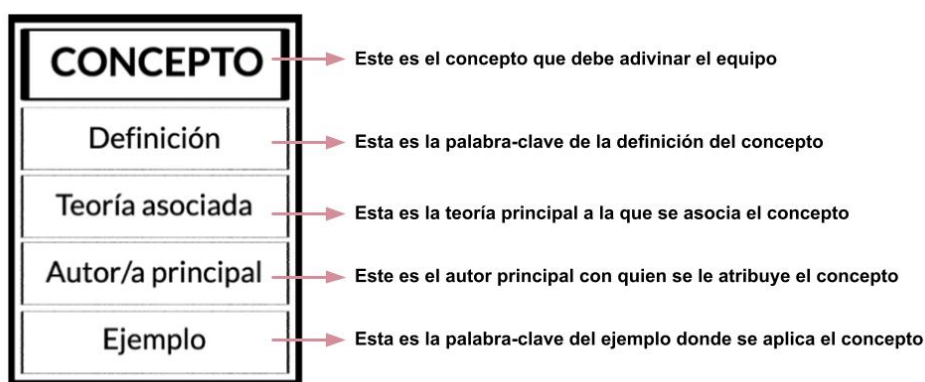 CONCEPTO
Este es el concepto que debe adivinar el equipo
Definición
Esta es la palabra-clave de la definición del concepto
Teoría asociada
Esta es la teoría principal a la que se asocia el concepto
Autor/a principal
Este es el autor principal con quien se le atribuye el concepto
Ejemplo
Esta es la palabra-clave del ejemplo donde se aplica el concepto